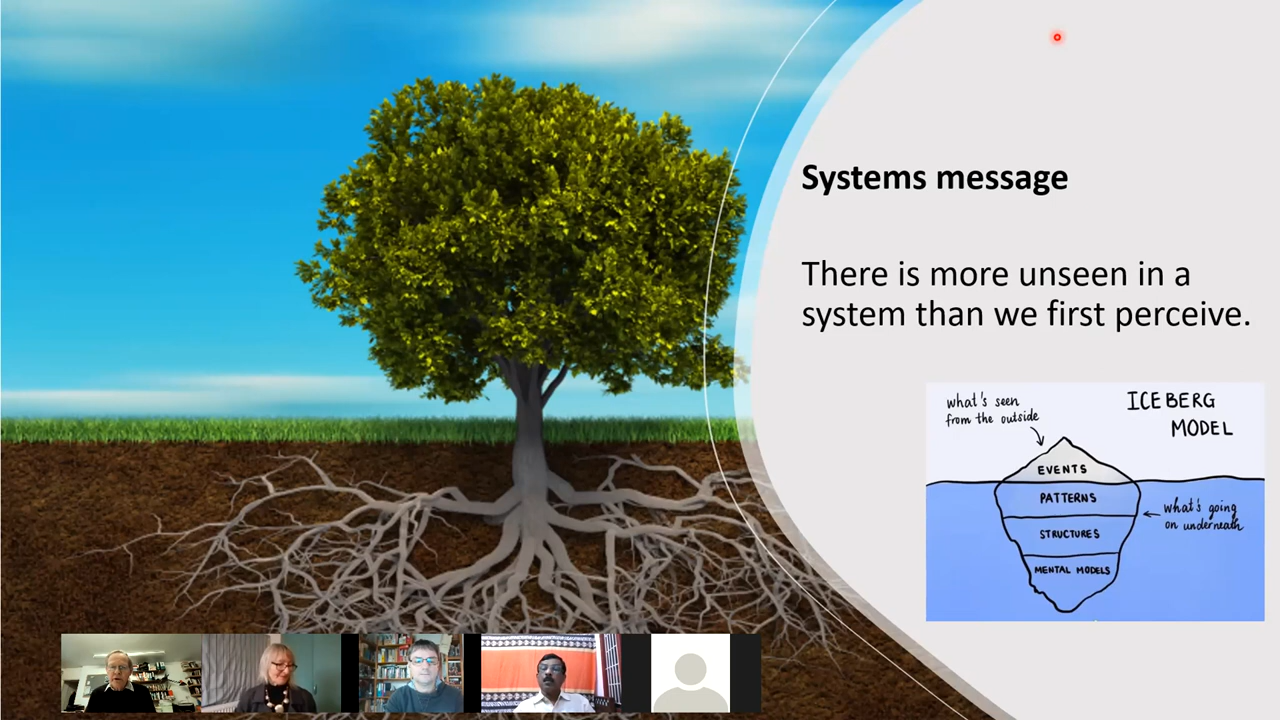 Systems message
There is more unseen in a
system than we first perceive.
what's seen
from the outside
ICEBERG
MODEL
EVENTS
PATTERNS
STRUCTURES
MENTAL MODELS
what's going
on underneath